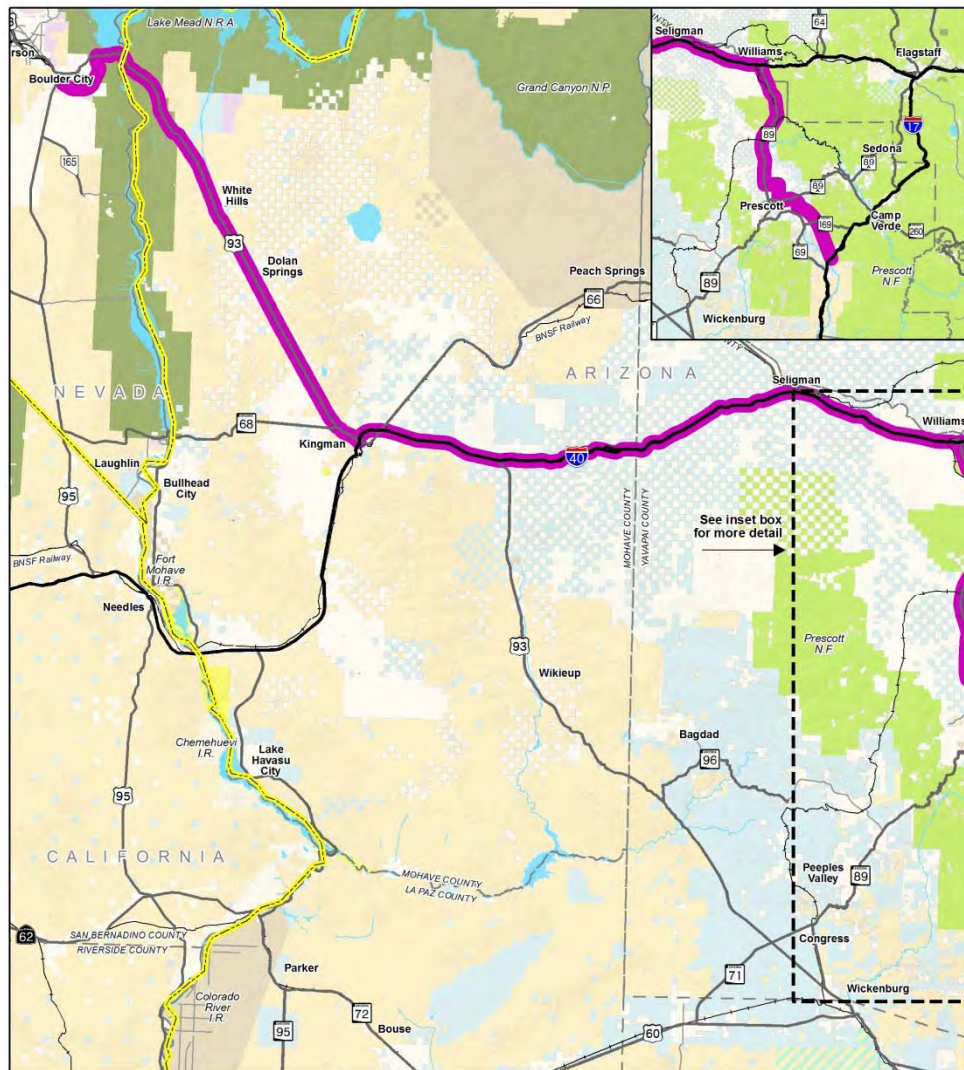 Lake Mead N.R.A.
COUNTY
Seligman
64
Williams
Flagstaff
rson
Boulder City
Grand Canyon N.P.
17
165
89
Sedona
89
White
Hills
89
Prescott
Camp
Verde
169
260
93
Dolan
Springs
69
Peach Springs
Prescott
N.F.
89
66
Wickenburg
BNSF Railway
COUNTY
ARIZONA
Seligman
NEVADA
68
Williams
Kingman
40
Laughlin
Bullhead
City
95
See inset box
for more detail
MOHAVE COUNTY
YAVAPAI COUNTY
BNSF Railway
Fort
Mohave
I.R.
Needles
Prescott
N.F.
93
Wikieup
Bagdad
96
Chemehuevi
I.R.
Lake
Havasu
City
95
CALIFORNIA
MOHAVE COUNTY
LA PAZ COUNTY
Peeples
Valley
89
62
SAN BERNADINO COUNTY
RIVERSIDE COUNTY
Congress
Parker
71
Wickenburg
Colorado
River
I.R.
72
95
Bouse
60